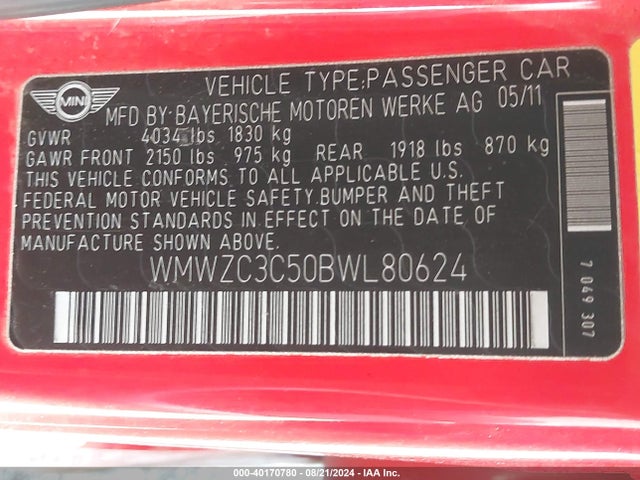 MINI
VEHICLE TYPE:PASSENGER CAR
MFD BY:BAYERISCHE MOTOREN WERKE AG 05/11
GVWR 4034 lbs 1830 kg
GAWR FRONT 2150 lbs 975 kg REAR 1918 lbs 870 kg
THIS VEHICLE CONFORMS TO ALL APPLICABLE U.S.
FEDERAL MOTOR VEHICLE SAFETY.BUMPER AND THEFT
PREVENTION STANDARDS IN EFFECT ON THE DATE OF
MANUFACTURE SHOWN ABOVE.
WMWZC3C50BWL80624
7 049 307
000-40170780 - 08/21/2024 - IAA Inc.